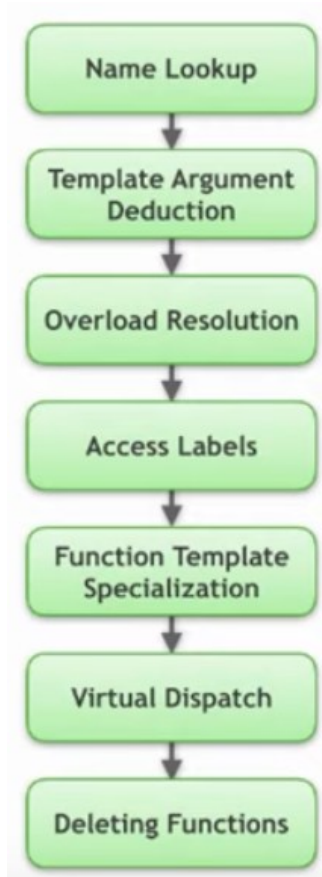 Name Lookup
Template Argument
Deduction
Overload Resolution
Access Labels
Function Template
Specialization
Virtual Dispatch
Deleting Functions